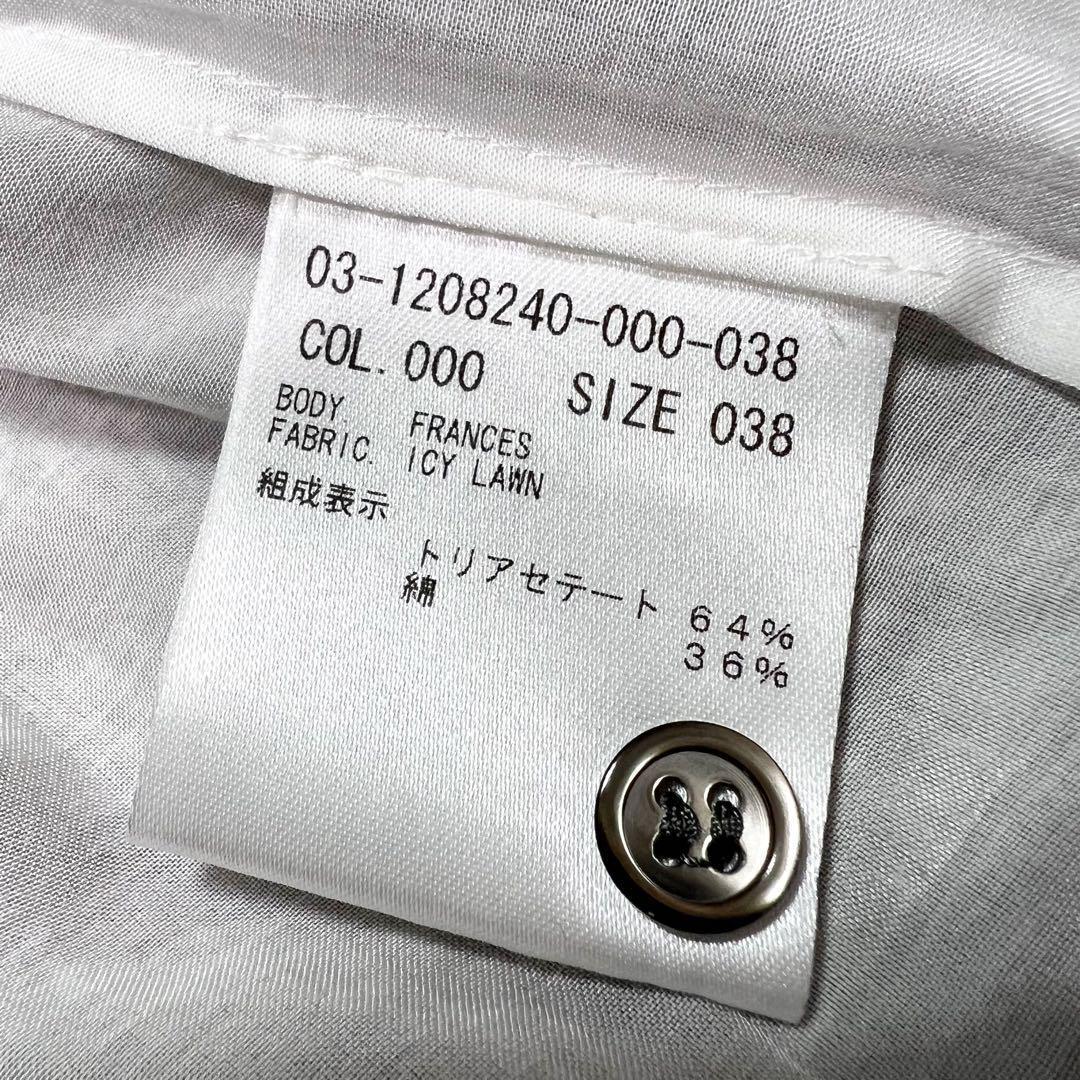 03-1208240-000-038
COL. 000 SIZE 038
BODY FRANCES
FABRIC. ICY LAWN
組成表示
トリアセテート 64%
綿 36%